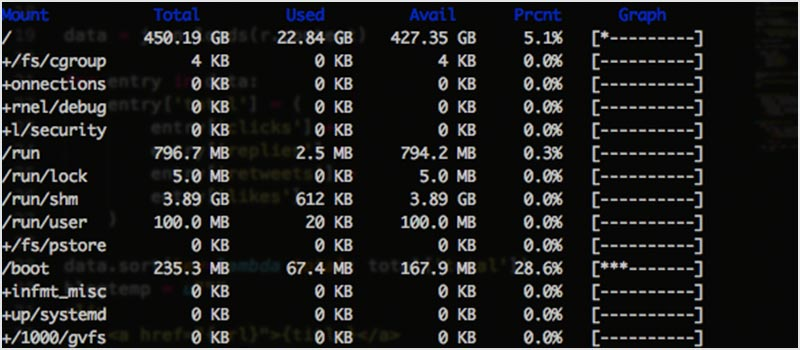 Mount Total Used Avail Prcnt Graph
/ 450.19 GB 22.84 GB 427.35 GB 5.1% [*---------]
+/fs/cgroup 4 KB 0 KB 4 KB 0.0% [----------]
+onnections 0 KB 0 KB 0 KB 0.0% [----------]
+rnel/debug 0 KB 0 KB 0 KB 0.0% [----------]
+l/security 0 KB 0 KB 0 KB 0.0% [----------]
/run 796.7 MB 2.5 MB 794.2 MB 0.3% [----------]
/run/lock 5.0 MB 0 KB 5.0 MB 0.0% [----------]
/run/shm 3.89 GB 612 KB 3.89 GB 0.0% [----------]
/run/user 100.0 MB 20 KB 100.0 MB 0.0% [----------]
+/fs/pstore 0 KB 0 KB 0 KB 0.0% [----------]
/boot 235.3 MB 67.4 MB 167.9 MB 28.6% [***-------]
+infmt_misc 0 KB 0 KB 0 KB 0.0% [----------]
+up/systemd 0 KB 0 KB 0 KB 0.0% [----------]
+/1000/gvfs 0 KB 0 KB 0 KB 0.0% [----------]